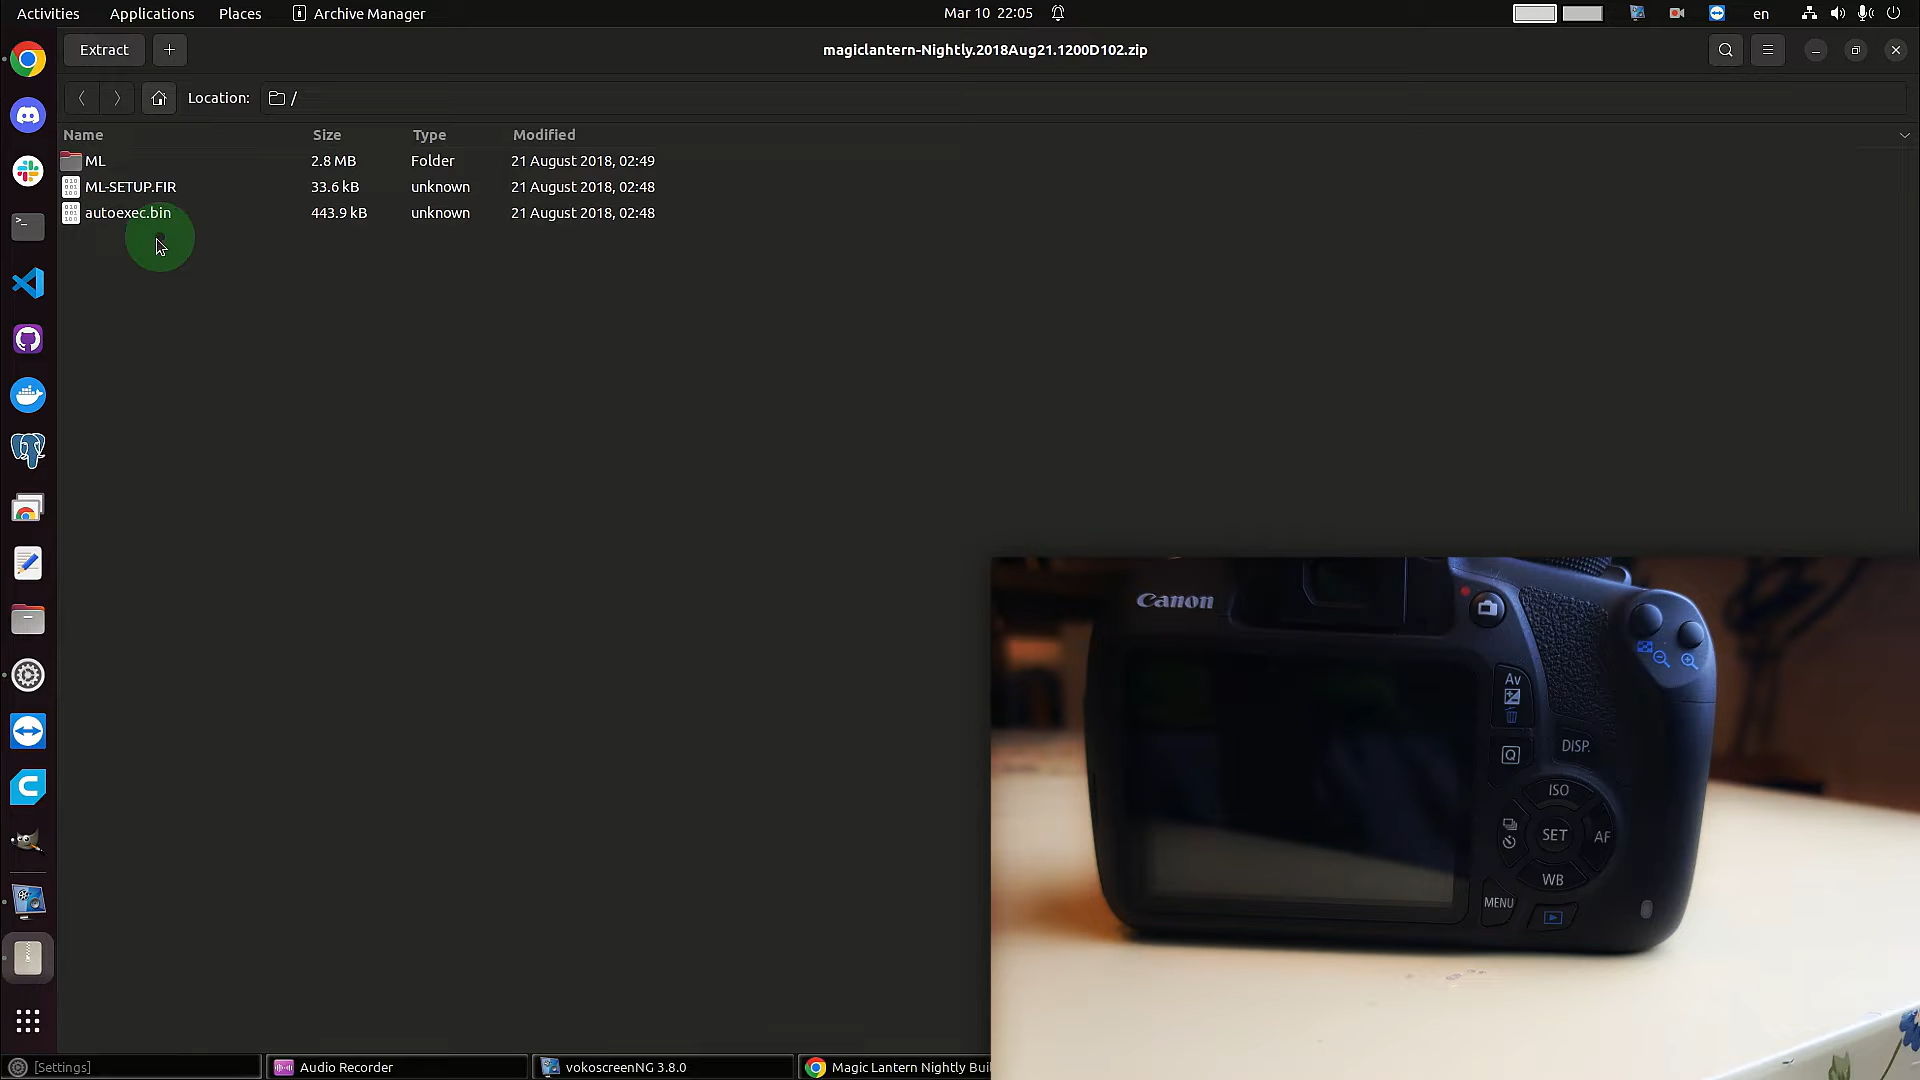 Activities Applications Places Archive Manager Mar 10 22:05 en
Extract + magiclantern-Nightly.2018Aug21.1200D102.zip
Location: /
Name Size Type Modified
ML 2.8 MB Folder 21 August 2018, 02:49
ML-SETUP.FIR 33.6 kB unknown 21 August 2018, 02:48
autoexec.bin 443.9 kB unknown 21 August 2018, 02:48
Canon
Av
Q DISP.
ISO
SET AF
WB
MENU
[Settings] Audio Recorder vokoscreenNG 3.8.0 Magic Lantern Nightly Bui